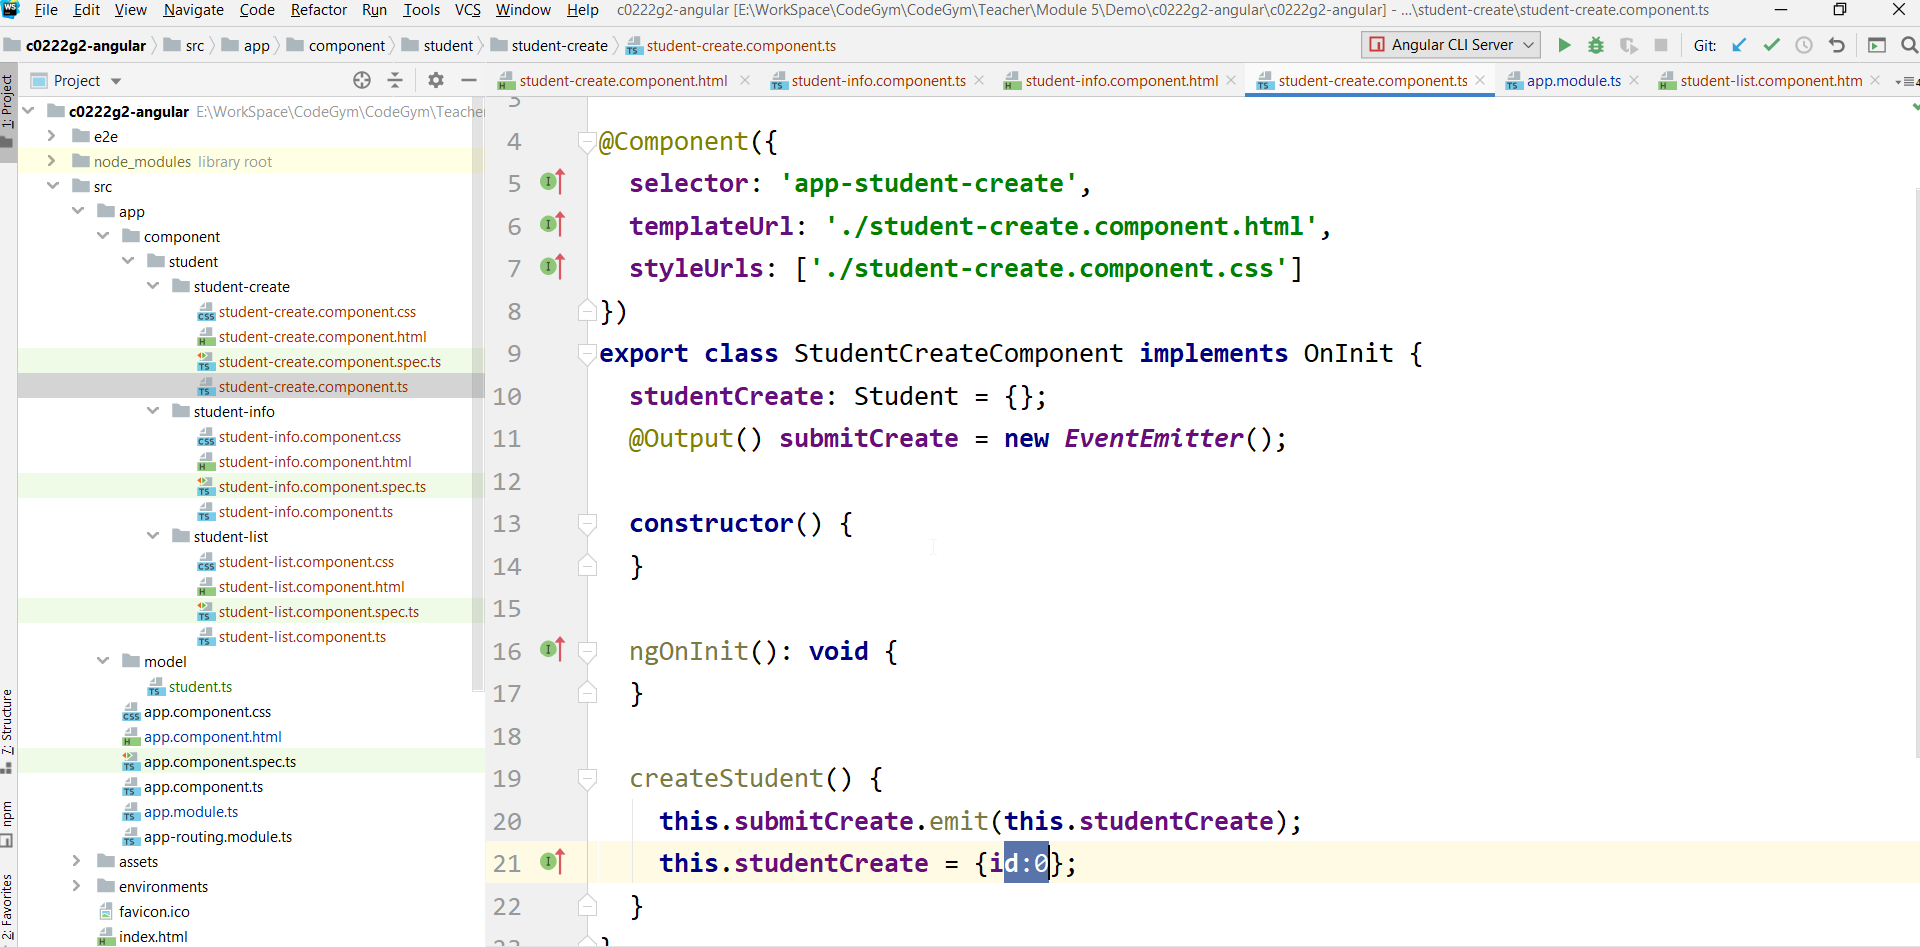 WS File Edit View Navigate Code Refactor Run Tools VCS Window Help c0222g2-angular [E:\WorkSpace\CodeGym\CodeGym\Teacher\Module 5\Demo\c0222g2-angular\c0222g2-angular] - ...\student-create\student-create.component.ts
c0222g2-angular src app component student student-create student-create.component.ts Angular CLI Server Git:
Project
student-create.component.html student-info.component.ts student-info.component.html student-create.component.ts app.module.ts student-list.component.htm
1: Project
7: Structure
npm
2: Favorites
c0222g2-angular E:\WorkSpace\CodeGym\CodeGym\Teacher
e2e
node_modules library root
src
app
component
student
student-create
student-create.component.css
student-create.component.html
student-create.component.spec.ts
student-create.component.ts
student-info
student-info.component.css
student-info.component.html
student-info.component.spec.ts
student-info.component.ts
student-list
student-list.component.css
student-list.component.html
student-list.component.spec.ts
student-list.component.ts
model
student.ts
app.component.css
app.component.html
app.component.spec.ts
app.component.ts
app.module.ts
app-routing.module.ts
assets
environments
favicon.ico
index.html
3
4 @Component({
5 selector: 'app-student-create',
6 templateUrl: './student-create.component.html',
7 styleUrls: ['./student-create.component.css']
8 })
9 export class StudentCreateComponent implements OnInit {
10 studentCreate: Student = {};
11 @Output() submitCreate = new EventEmitter();
12
13 constructor() {
14 }
15
16 ngOnInit(): void {
17 }
18
19 createStudent() {
20 this.submitCreate.emit(this.studentCreate);
21 this.studentCreate = {id:0};
22 }
23 }